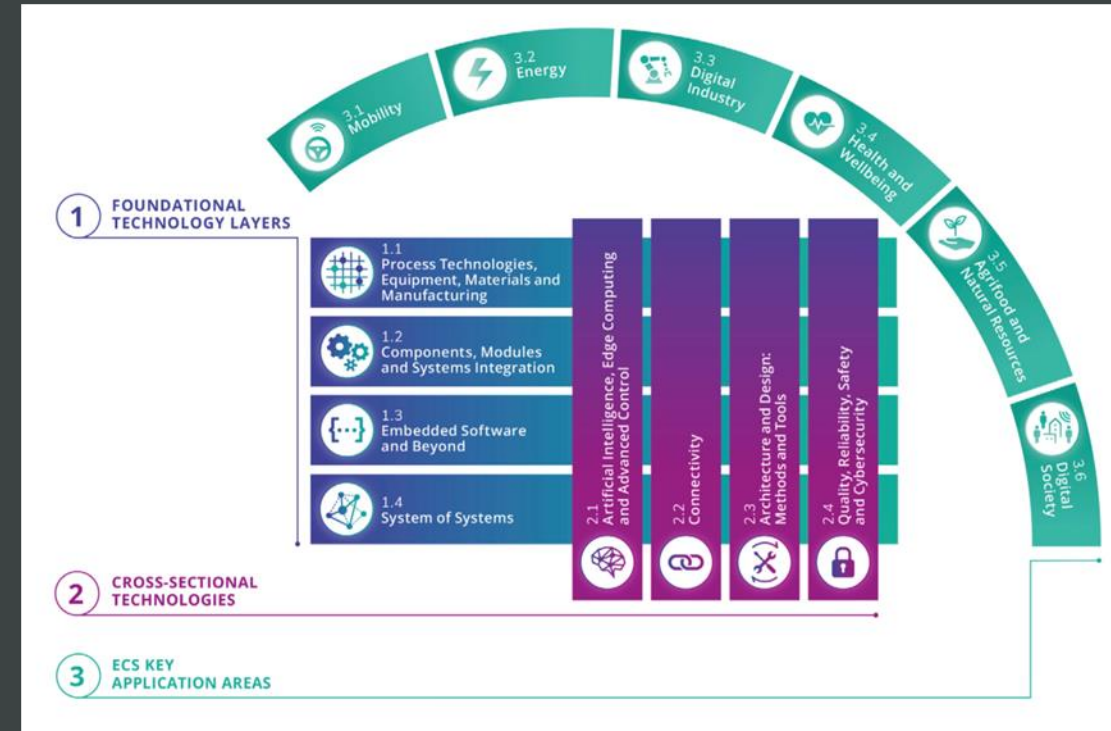 3.1
Mobility
3.2
Energy
3.3
Digital
Industry
3.4
Health and
Wellbeing
3.5
Agrifood and
Natural Resources
3.6
Digital
Society
1
FOUNDATIONAL
TECHNOLOGY LAYERS
1.1
Process Technologies,
Equipment, Materials and
Manufacturing
1.2
Components, Modules
and Systems Integration
1.3
Embedded Software
and Beyond
1.4
System of Systems
2.1
Artificial Intelligence, Edge Computing
and Advanced Control
2.2
Connectivity
2.3
Architecture and Design:
Methods and Tools
2.4
Quality, Reliability, Safety
and Cybersecurity
2
CROSS-SECTIONAL
TECHNOLOGIES
3
ECS KEY
APPLICATION AREAS